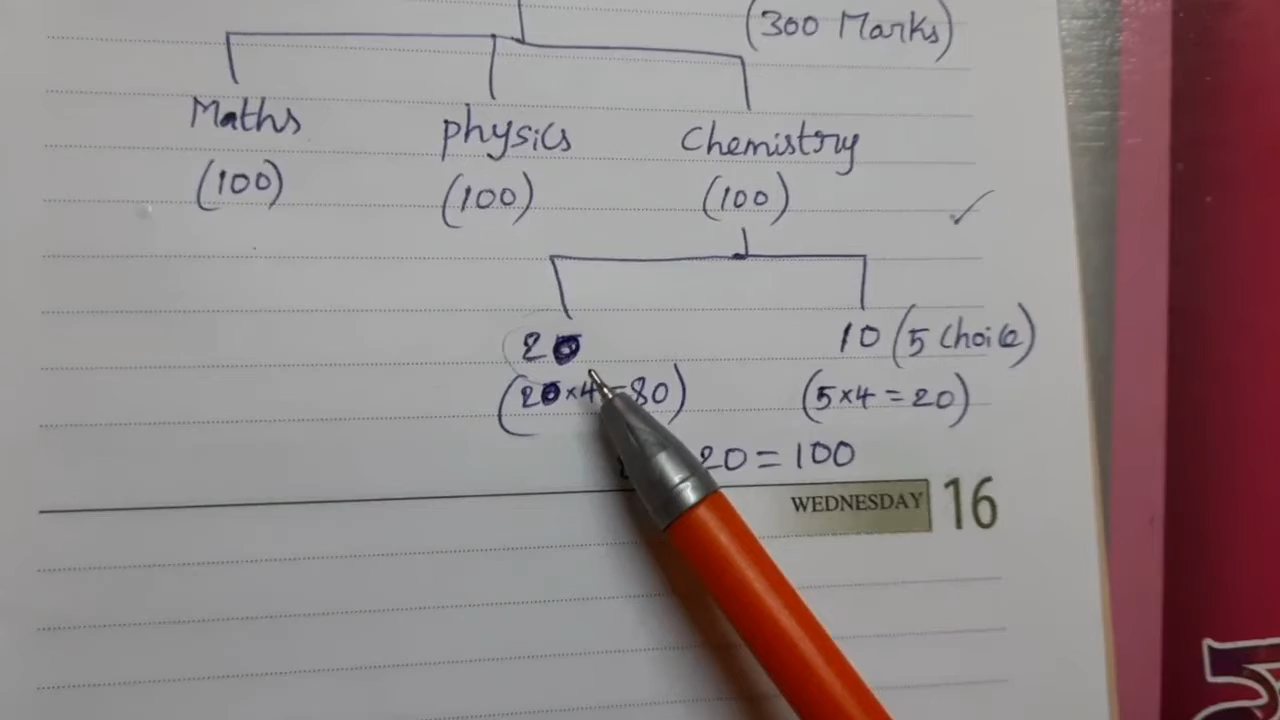 (300 Marks)
Maths physics Chemistry
(100) (100) (100)
20 10 (5 choice)
(20×4=80) (5×4=20)
20=100
WEDNESDAY 16